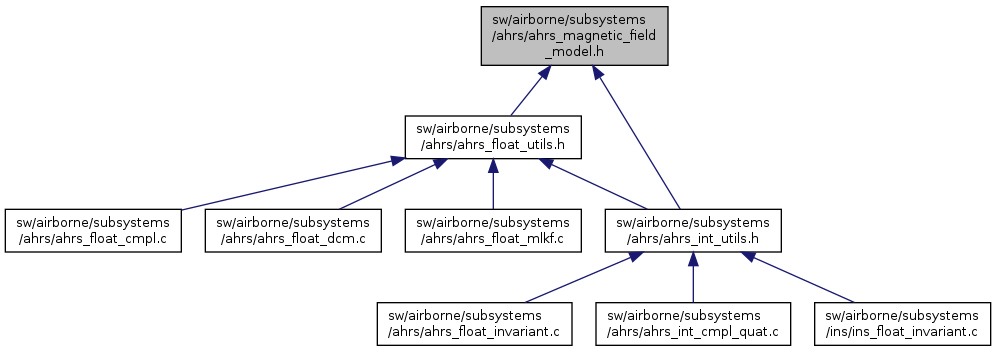 sw/airborne/subsystems
/ahrs/ahrs_magnetic_field
_model.h
sw/airborne/subsystems
/ahrs/ahrs_float_utils.h
sw/airborne/subsystems
/ahrs/ahrs_float_cmpl.c
sw/airborne/subsystems
/ahrs/ahrs_float_dcm.c
sw/airborne/subsystems
/ahrs/ahrs_float_mlkf.c
sw/airborne/subsystems
/ahrs/ahrs_int_utils.h
sw/airborne/subsystems
/ahrs/ahrs_float_invariant.c
sw/airborne/subsystems
/ahrs/ahrs_int_cmpl_quat.c
sw/airborne/subsystems
/ins/ins_float_invariant.c